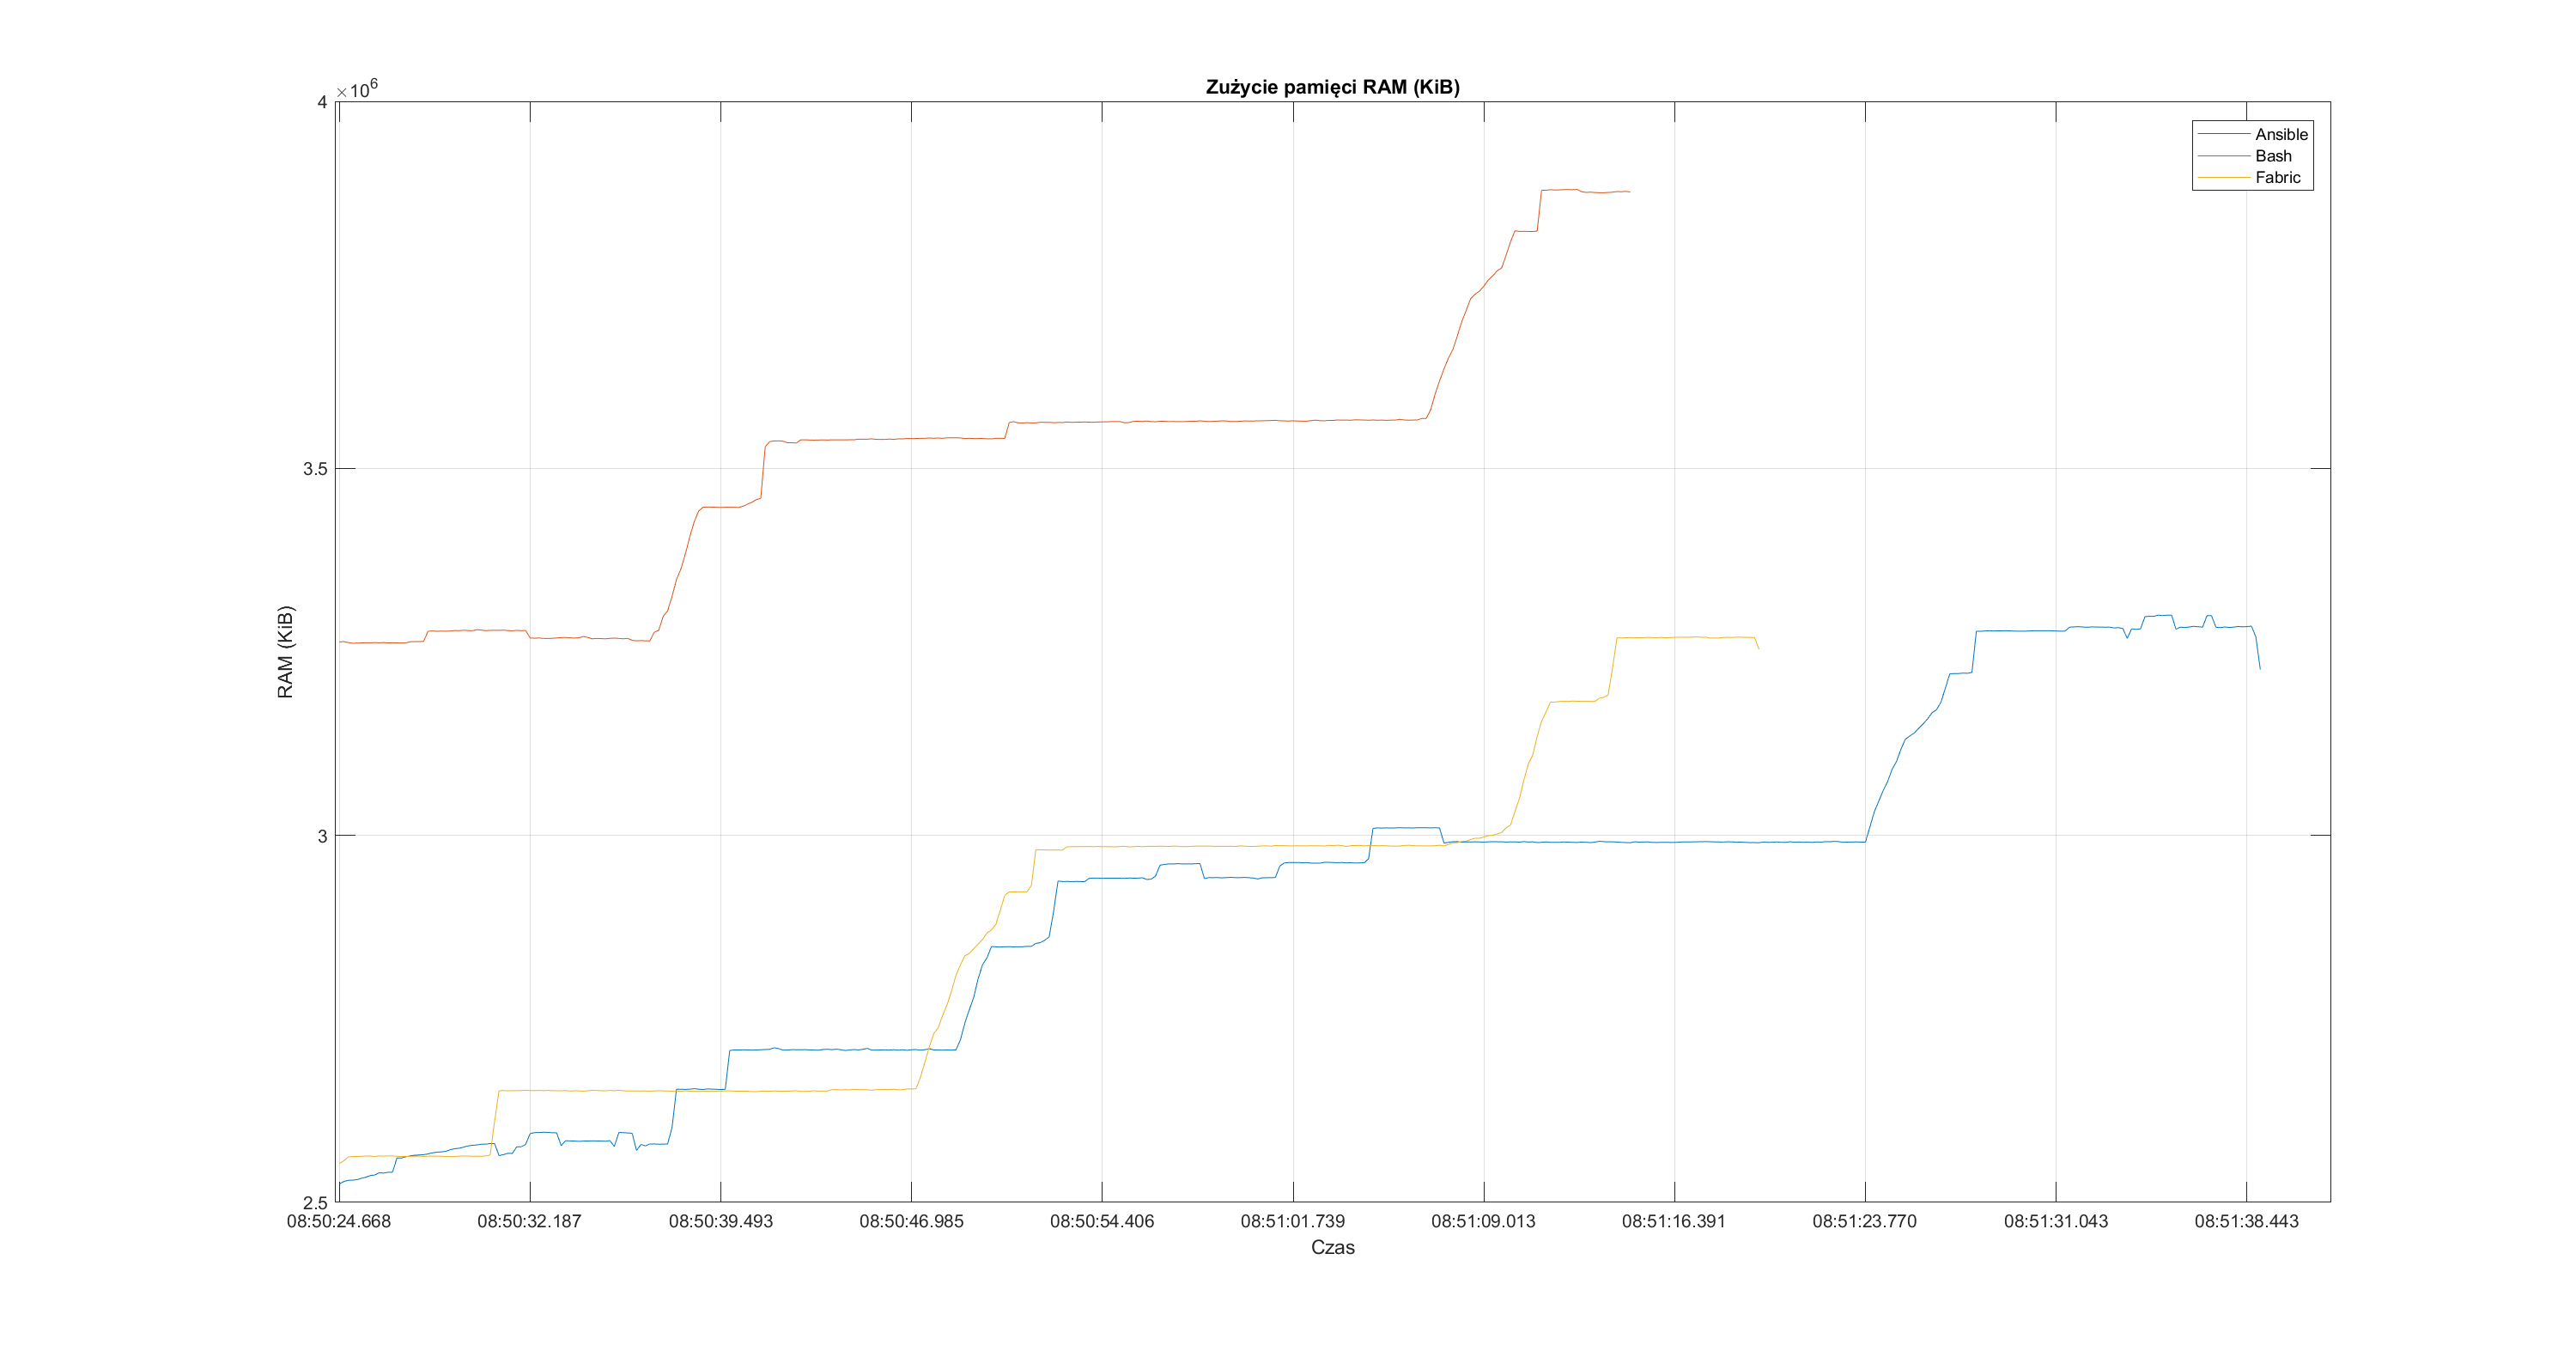 Zużycie pamięci RAM (KiB)
×10^6
4
3.5
3
2.5
RAM (KiB)
Ansible
Bash
Fabric
08:50:24.668
08:50:32.187
08:50:39.493
08:50:46.985
08:50:54.406
08:51:01.739
08:51:09.013
08:51:16.391
08:51:23.770
08:51:31.043
08:51:38.443
Czas